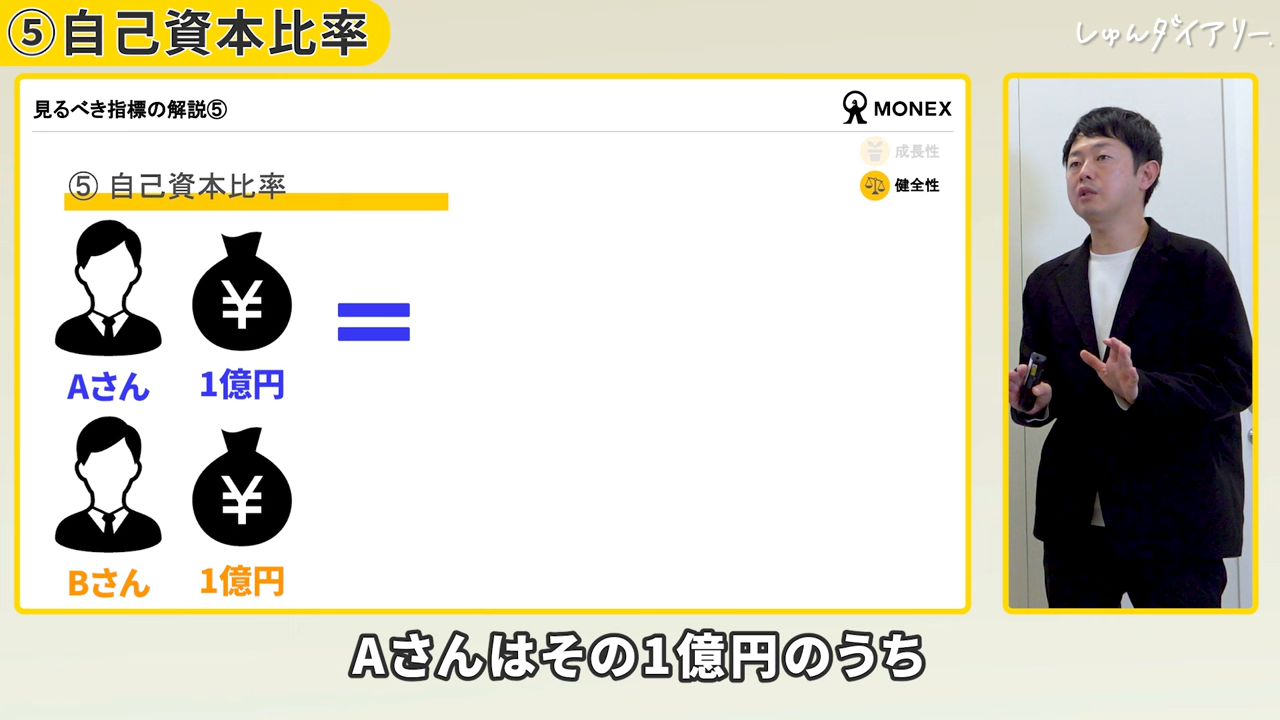 ⑤自己資本比率
しゅんダイアリー.
見るべき指標の解説⑤
MONEX
成長性
健全性
⑤ 自己資本比率
¥
Aさん 1億円
¥
Bさん 1億円
Aさんはその1億円のうち